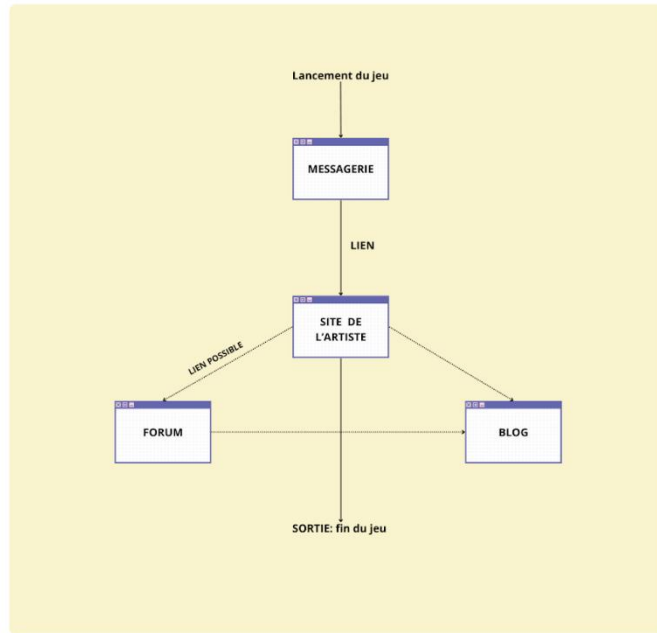 Lancement du jeu
MESSAGERIE
LIEN
SITE DE
L'ARTISTE
LIEN POSSIBLE
FORUM
BLOG
SORTIE: fin du jeu